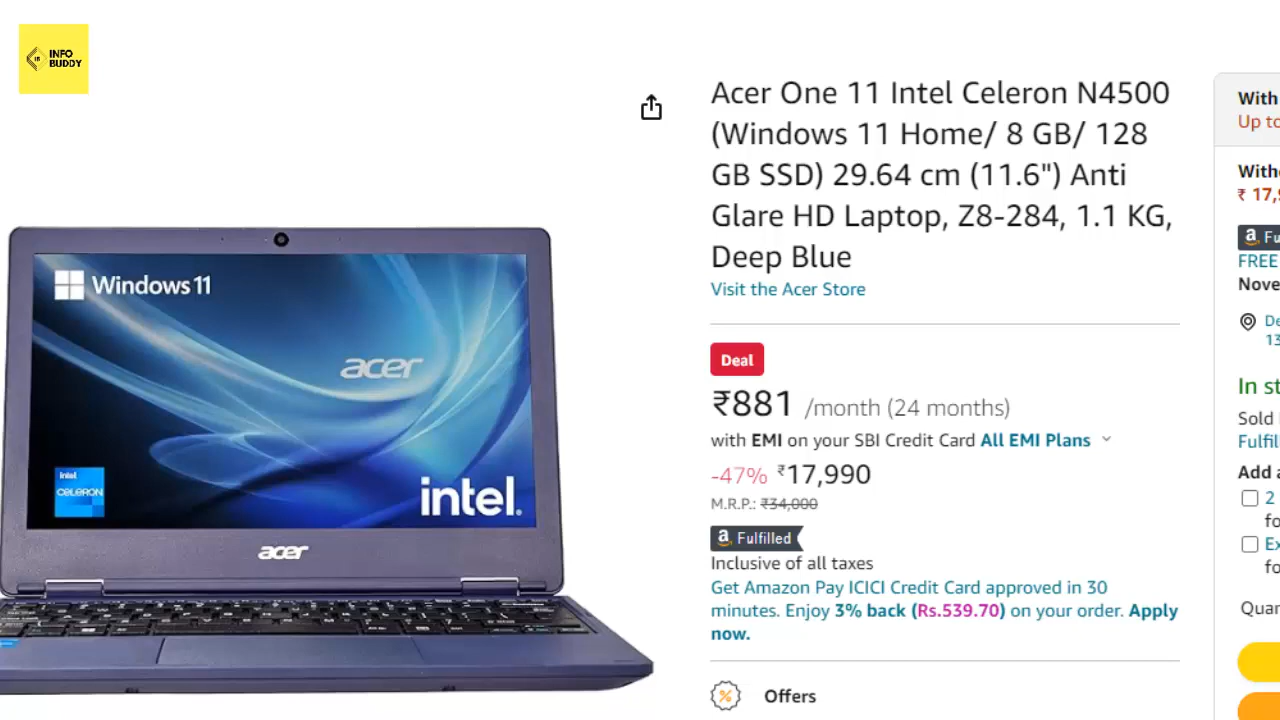 INFO
BUDDY
Acer One 11 Intel Celeron N4500
(Windows 11 Home/ 8 GB/ 128
GB SSD) 29.64 cm (11.6") Anti
Glare HD Laptop, Z8-284, 1.1 KG,
Deep Blue
Visit the Acer Store
Deal
₹881 /month (24 months)
with EMI on your SBI Credit Card All EMI Plans
-47% ₹17,990
M.R.P.: ₹34,000
a Fulfilled
Inclusive of all taxes
Get Amazon Pay ICICI Credit Card approved in 30
minutes. Enjoy 3% back (Rs.539.70) on your order. Apply
now.
% Offers
Windows 11
acer
intel
CELERON
intel.
acer
With
Up to
₹ 17,
a Fu
FREE
Nove
De
13
In st
Sold
Fulfil
Add a
2
fo
Ex
fo
Quan